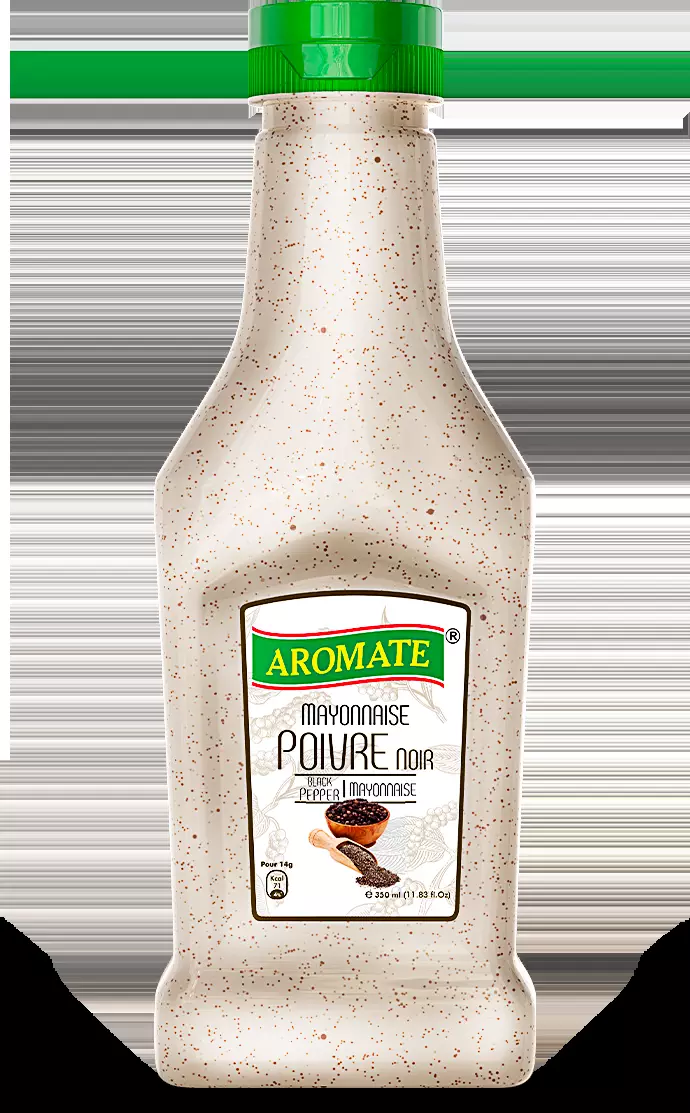 AROMATE ®
MAYONNAISE
POIVRE NOIR
BLACK PEPPER | MAYONNAISE
Pour 14g
Kcal
71
℮ 350 ml (11.83 fl.Oz)